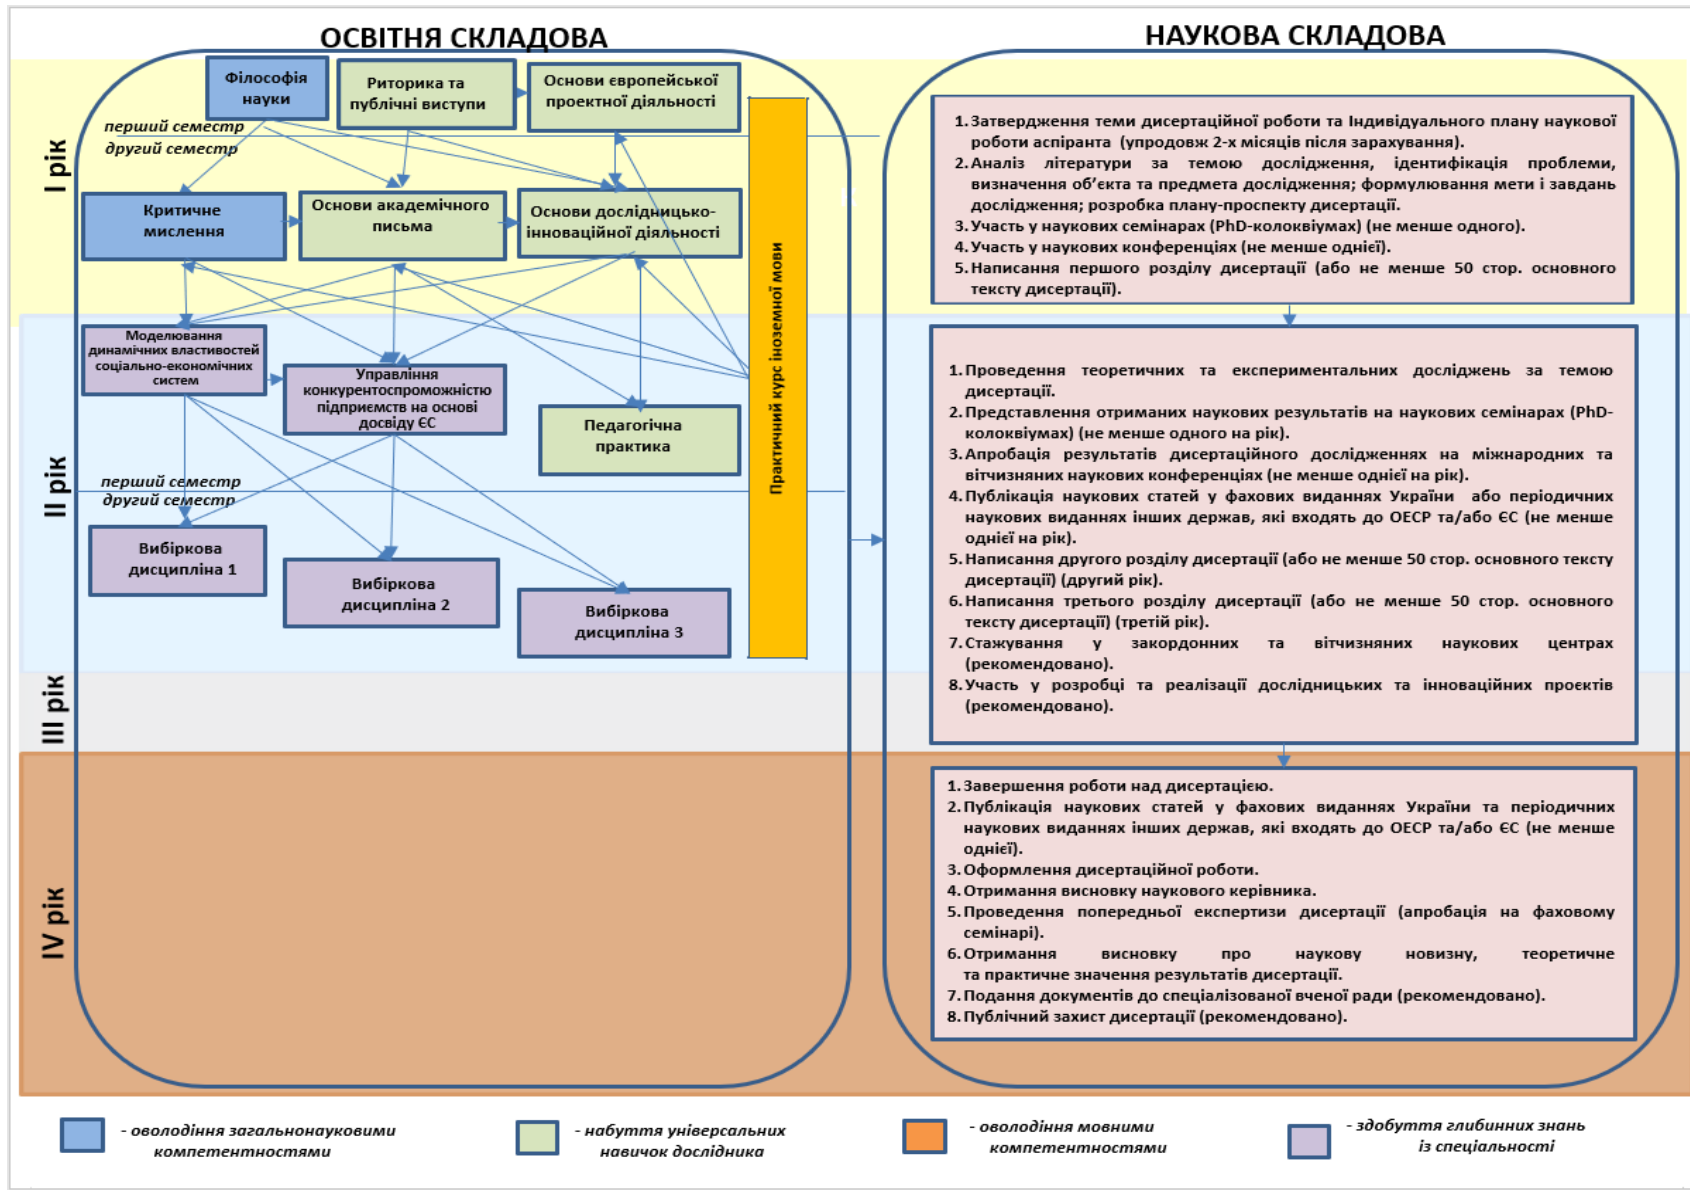 ОСВІТНЯ СКЛАДОВА
НАУКОВА СКЛАДОВА
І рік
Філософія
науки
Риторика та
публічні виступи
Основи європейської
проектної діяльності
перший семестр
другий семестр
Критичне
мислення
Основи академічного
письма
Основи дослідницько-
інноваційної діяльності
Практичний курс іноземної мови
ІІ рік
Моделювання
динамічних властивостей
соціально-економічних
систем
Управління
конкурентоспроможністю
підприємств на основі
досвіду ЄС
Педагогічна
практика
перший семестр
другий семестр
Вибіркова
дисципліна 1
Вибіркова
дисципліна 2
Вибіркова
дисципліна 3
ІІІ рік
IV рік
1. Затвердження теми дисертаційної роботи та Індивідуального плану наукової
роботи аспіранта (упродовж 2-х місяців після зарахування).
2. Аналіз літератури за темою дослідження, ідентифікація проблеми,
визначення об’єкта та предмета дослідження; формулювання мети і завдань
дослідження; розробка плану-проспекту дисертації.
3. Участь у наукових семінарах (PhD-колоквіумах) (не менше одного).
4. Участь у наукових конференціях (не менше однієї).
5. Написання першого розділу дисертації (або не менше 50 стор. основного
тексту дисертації).
1. Проведення теоретичних та експериментальних досліджень за темою
дисертації.
2. Представлення отриманих наукових результатів на наукових семінарах (PhD-
колоквіумах) (не менше одного на рік).
3. Апробація результатів дисертаційного дослідженнях на міжнародних та
вітчизняних наукових конференціях (не менше однієї на рік).
4. Публікація наукових статей у фахових виданнях України або періодичних
наукових виданнях інших держав, які входять до ОЕСР та/або ЄС (не менше
однієї на рік).
5. Написання другого розділу дисертації (або не менше 50 стор. основного тексту
дисертації) (другий рік).
6. Написання третього розділу дисертації (або не менше 50 стор. основного
тексту дисертації) (третій рік).
7. Стажування у закордонних та вітчизняних наукових центрах
(рекомендовано).
8. Участь у розробці та реалізації дослідницьких та інноваційних проєктів
(рекомендовано).
1. Завершення роботи над дисертацією.
2. Публікація наукових статей у фахових виданнях України та періодичних
наукових виданнях інших держав, які входять до ОЕСР та/або ЄС (не менше
однієї).
3. Оформлення дисертаційної роботи.
4. Отримання висновку наукового керівника.
5. Проведення попередньої експертизи дисертації (апробація на фаховому
семінарі).
6. Отримання висновку про наукову новизну, теоретичне
та практичне значення результатів дисертації.
7. Подання документів до спеціалізованої вченої ради (рекомендовано).
8. Публічний захист дисертації (рекомендовано).
- оволодіння загальнонауковими
компетентностями
- набуття універсальних
навичок дослідника
- оволодіння мовними
компетентностями
- здобуття глибинних знань
із спеціальності